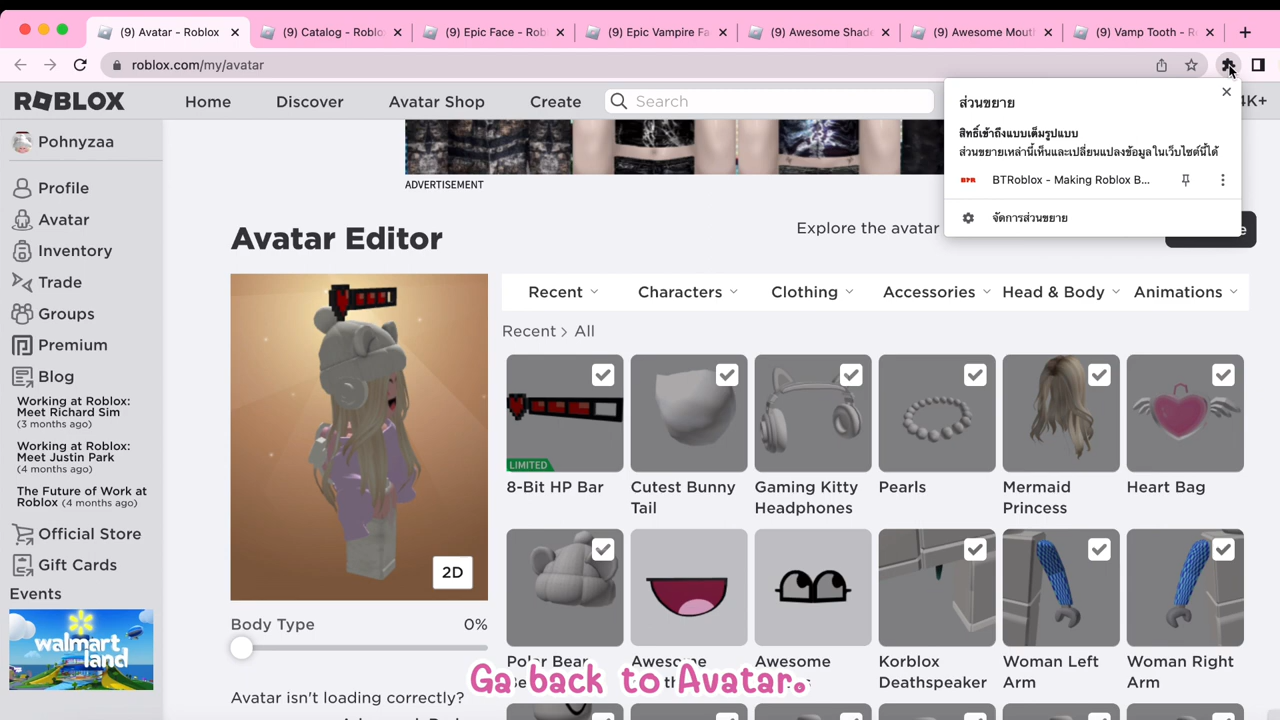 (9) Avatar - Roblox
(9) Catalog - Roblo
(9) Epic Face - Rob
(9) Epic Vampire Fa
(9) Awesome Shade
(9) Awesome Mout
(9) Vamp Tooth - R
roblox.com/my/avatar
ROBLOX
Home
Discover
Avatar Shop
Create
Search
4K+
ส่วนขยาย
สิทธิ์เข้าถึงแบบเต็มรูปแบบ
ส่วนขยายเหล่านี้เห็นและเปลี่ยนแปลงข้อมูลในเว็บไซต์นี้ได้
BTRoblox - Making Roblox B...
จัดการส่วนขยาย
Pohnyzaa
Profile
Avatar
Inventory
Trade
Groups
Premium
Blog
Working at Roblox:
Meet Richard Sim
(3 months ago)
Working at Roblox:
Meet Justin Park
(4 months ago)
The Future of Work at
Roblox (4 months ago)
Official Store
Gift Cards
Events
walmart
land
ADVERTISEMENT
Avatar Editor
Explore the avatar
2D
Body Type
0%
Avatar isn't loading correctly?
Recent
Characters
Clothing
Accessories
Head & Body
Animations
Recent > All
LIMITED
8-Bit HP Bar
Cutest Bunny
Tail
Gaming Kitty
Headphones
Pearls
Mermaid
Princess
Heart Bag
Polar Bear
Awesome
Awesome
Korblox
Deathspeaker
Woman Left
Arm
Woman Right
Arm
Ga back to Avatar.